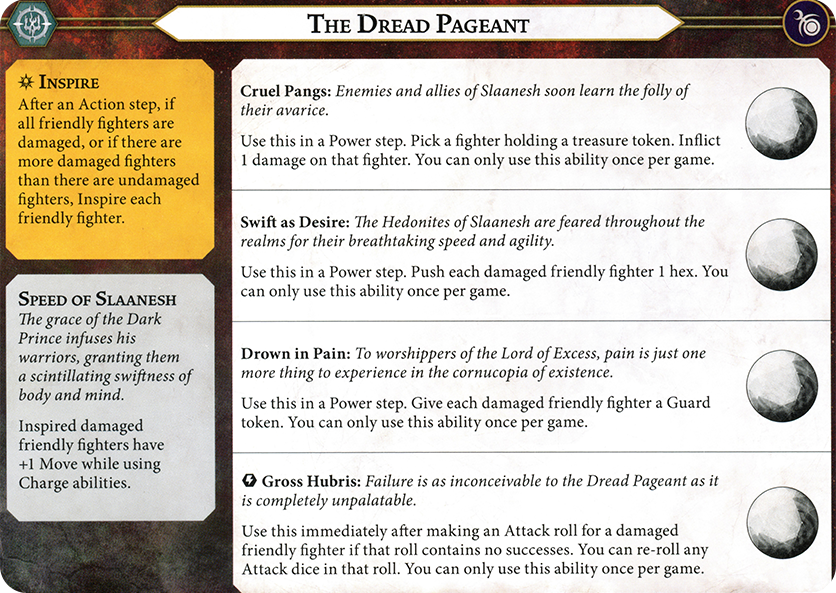 The Dread Pageant
Inspire
After an Action step, if
all friendly fighters are
damaged, or if there are
more damaged fighters
than there are undamaged
fighters, Inspire each
friendly fighter.
Speed of Slaanesh
The grace of the Dark
Prince infuses his
warriors, granting them
a scintillating swiftness of
body and mind.
Inspired damaged
friendly fighters have
+1 Move while using
Charge abilities.
Cruel Pangs: Enemies and allies of Slaanesh soon learn the folly of
their avarice.
Use this in a Power step. Pick a fighter holding a treasure token. Inflict
1 damage on that fighter. You can only use this ability once per game.
Swift as Desire: The Hedonites of Slaanesh are feared throughout the
realms for their breathtaking speed and agility.
Use this in a Power step. Push each damaged friendly fighter 1 hex. You
can only use this ability once per game.
Drown in Pain: To worshippers of the Lord of Excess, pain is just one
more thing to experience in the cornucopia of existence.
Use this in a Power step. Give each damaged friendly fighter a Guard
token. You can only use this ability once per game.
Gross Hubris: Failure is as inconceivable to the Dread Pageant as it
is completely unpalatable.
Use this immediately after making an Attack roll for a damaged
friendly fighter if that roll contains no successes. You can re-roll any
Attack dice in that roll. You can only use this ability once per game.